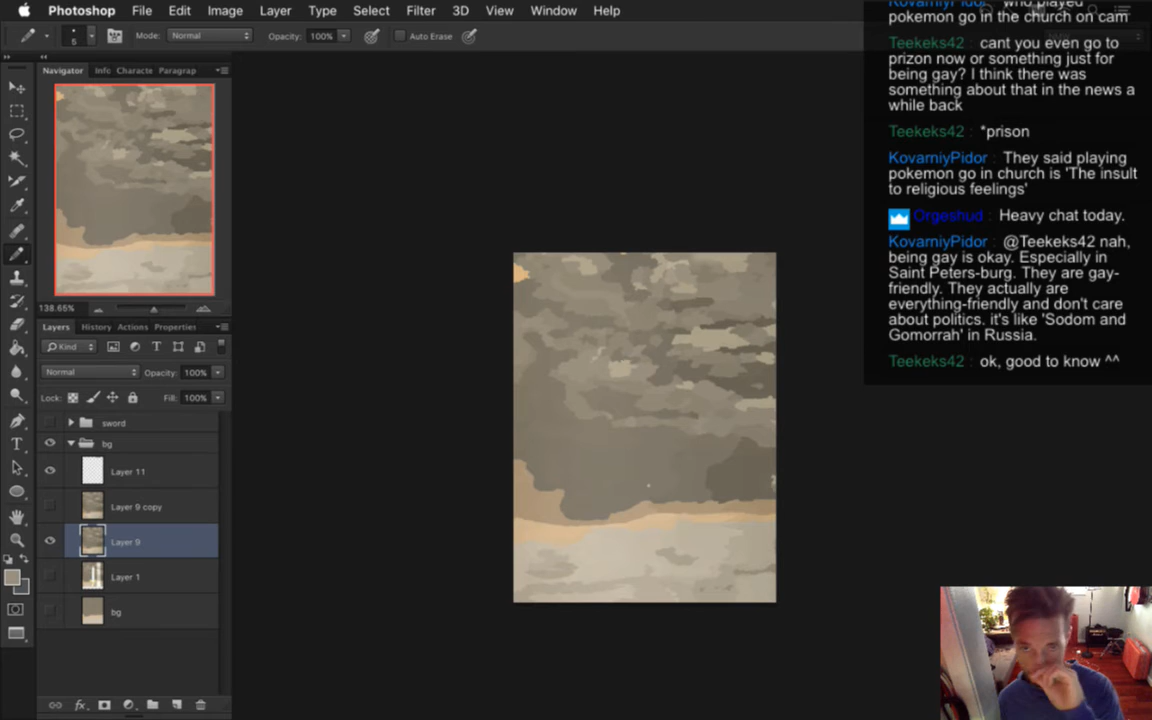 Photoshop File Edit Image Layer Type Select Filter 3D View Window Help
5 Mode: Normal Opacity: 100% Auto Erase
Navigator Info Characte Paragrap
138.65%
Layers History Actions Properties
Kind
Normal Opacity: 100%
Lock: Fill: 100%
sword
bg
Layer 11
Layer 9 copy
Layer 9
Layer 1
bg
fx
KovarniyPidor : who played
pokemon go in the church on cam
Teekeks42 : cant you even go to
prizon now or something just for
being gay? I think there was
something about that in the news a
while back
Teekeks42 : *prison
KovarniyPidor : They said playing
pokemon go in church is 'The insult
to religious feelings'
Orgeshud : Heavy chat today.
KovarniyPidor : @Teekeks42 nah,
being gay is okay. Especially in
Saint Peters-burg. They are gay-
friendly. They actually are
everything-friendly and don't care
about politics. it's like 'Sodom and
Gomorrah' in Russia.
Teekeks42 : ok, good to know ^^